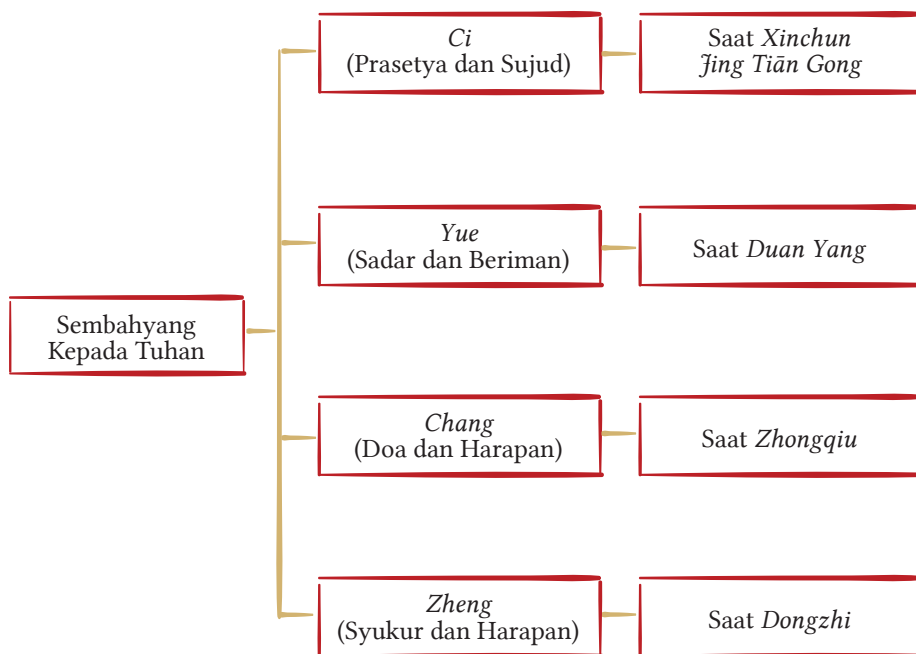 Sembahyang
Kepada Tuhan
Ci
(Prasetya dan Sujud)
Saat Xinchun
Jing Tiān Gong
Yue
(Sadar dan Beriman)
Saat Duan Yang
Chang
(Doa dan Harapan)
Saat Zhongqiu
Zheng
(Syukur dan Harapan)
Saat Dongzhi